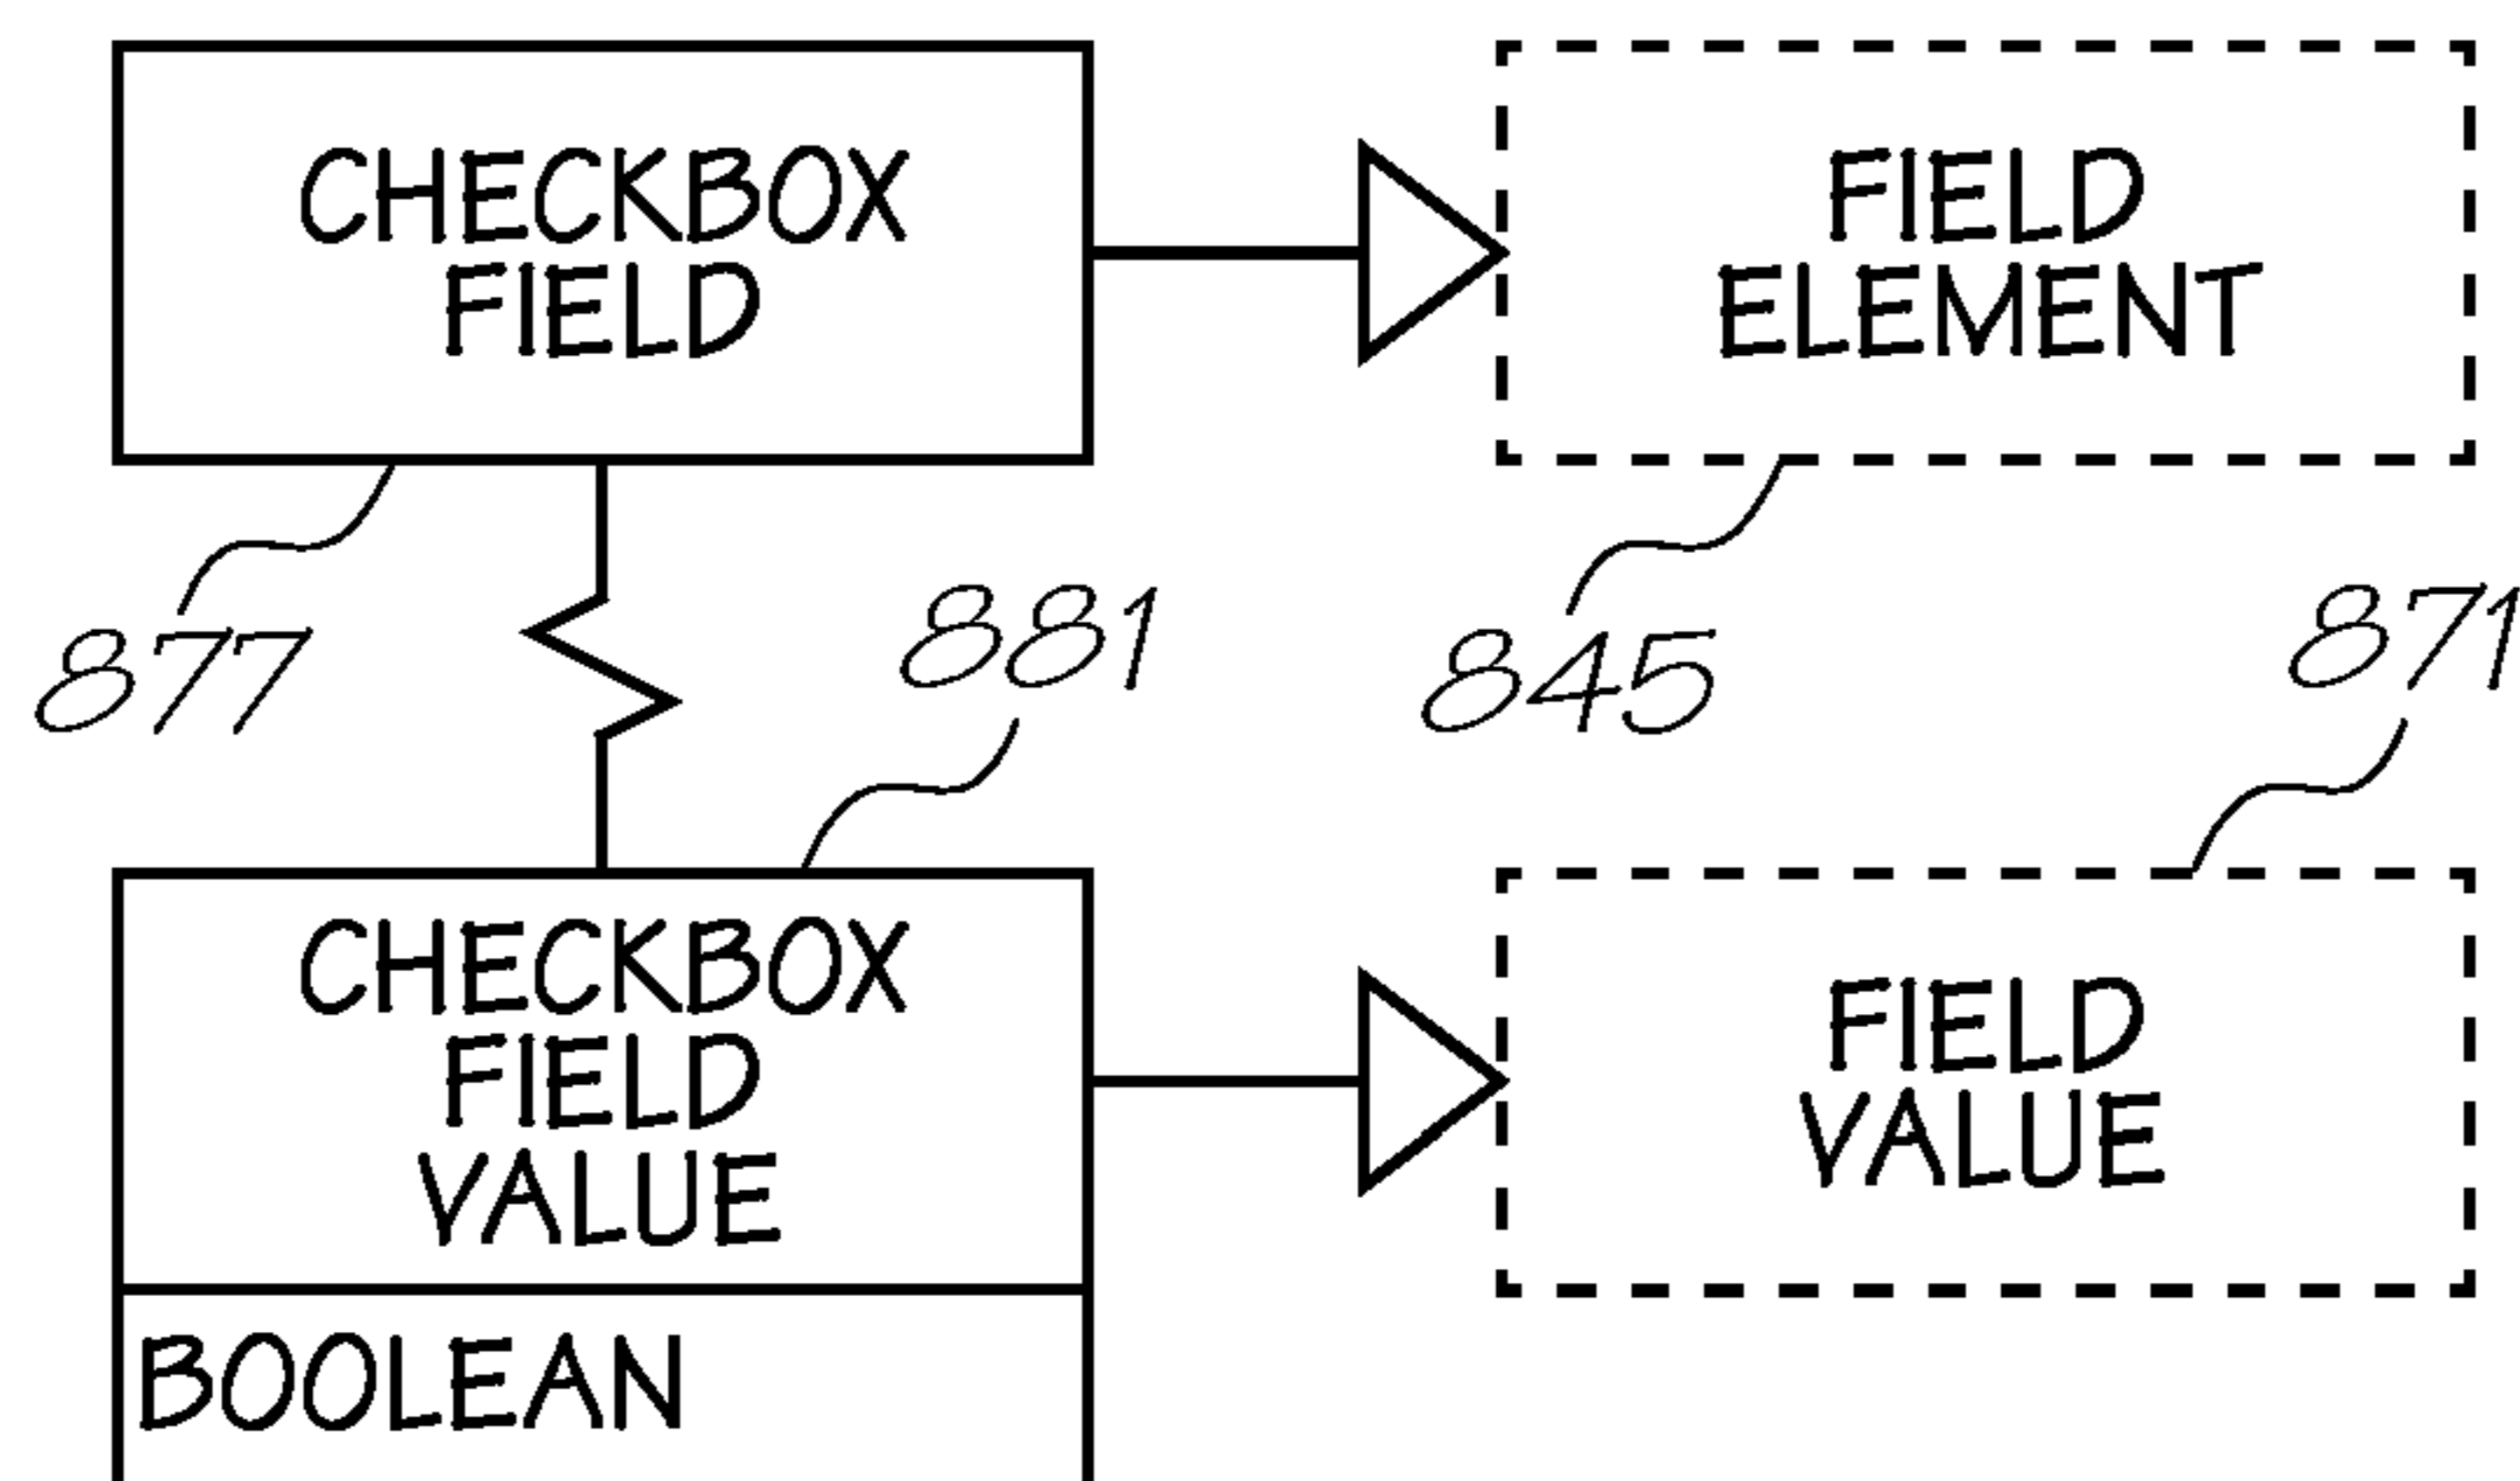 CHECKBOX
FIELD
FIELD
ELEMENT
877
881
845
871
CHECKBOX
FIELD
VALUE
FIELD
VALUE
BOOLEAN